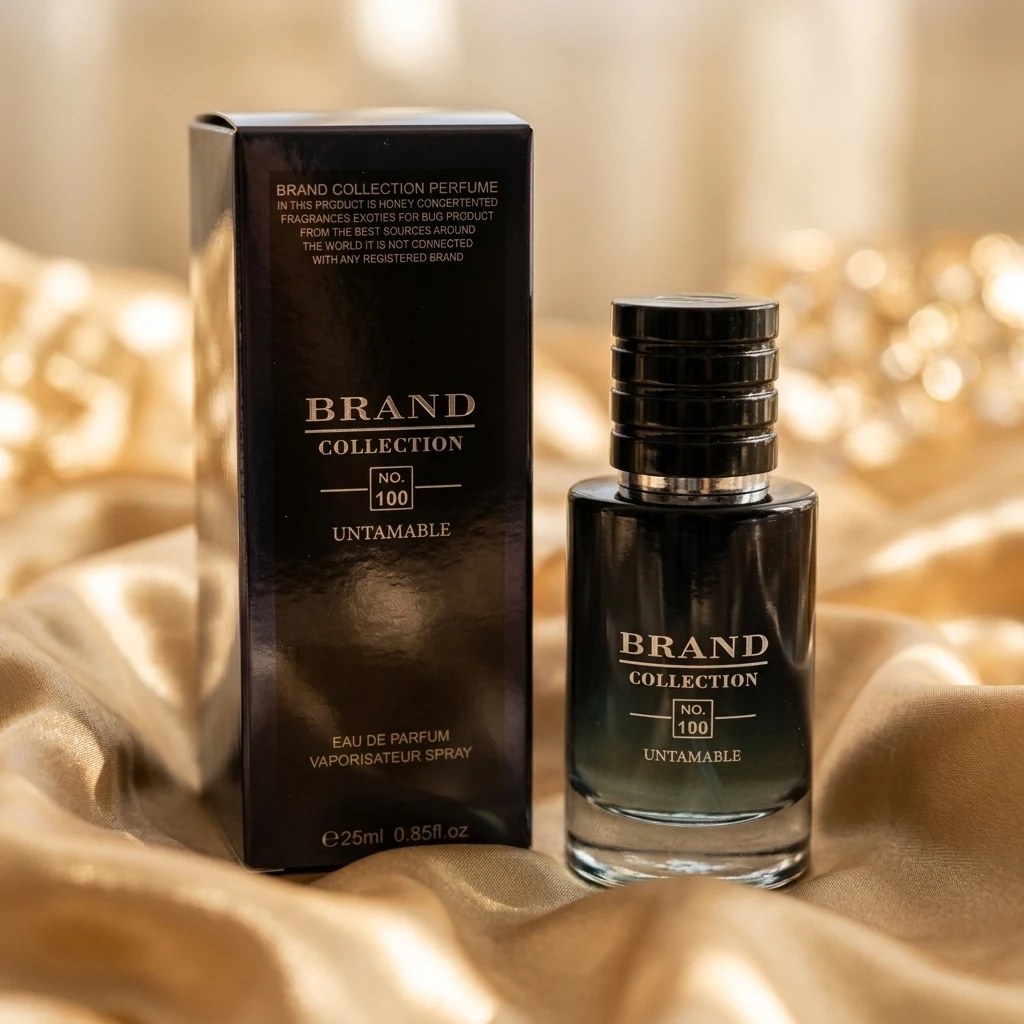 BRAND COLLECTION PERFUME
IN THIS PRGDUCT IS HONEY CONCERTENTED
FRAGRANCES EXOTIES FOR BUG PRODUCT
FROM THE BEST SOURCES AROUND
THE WORLD IT IS NOT CONNECTED
WITH ANY REGISTERED BRAND
BRAND
COLLECTION
NO.
100
UNTAMABLE
EAU DE PARFUM
VAPORISATEUR SPRAY
℮25ml 0.85fl.oz
BRAND
COLLECTION
NO.
100
UNTAMABLE